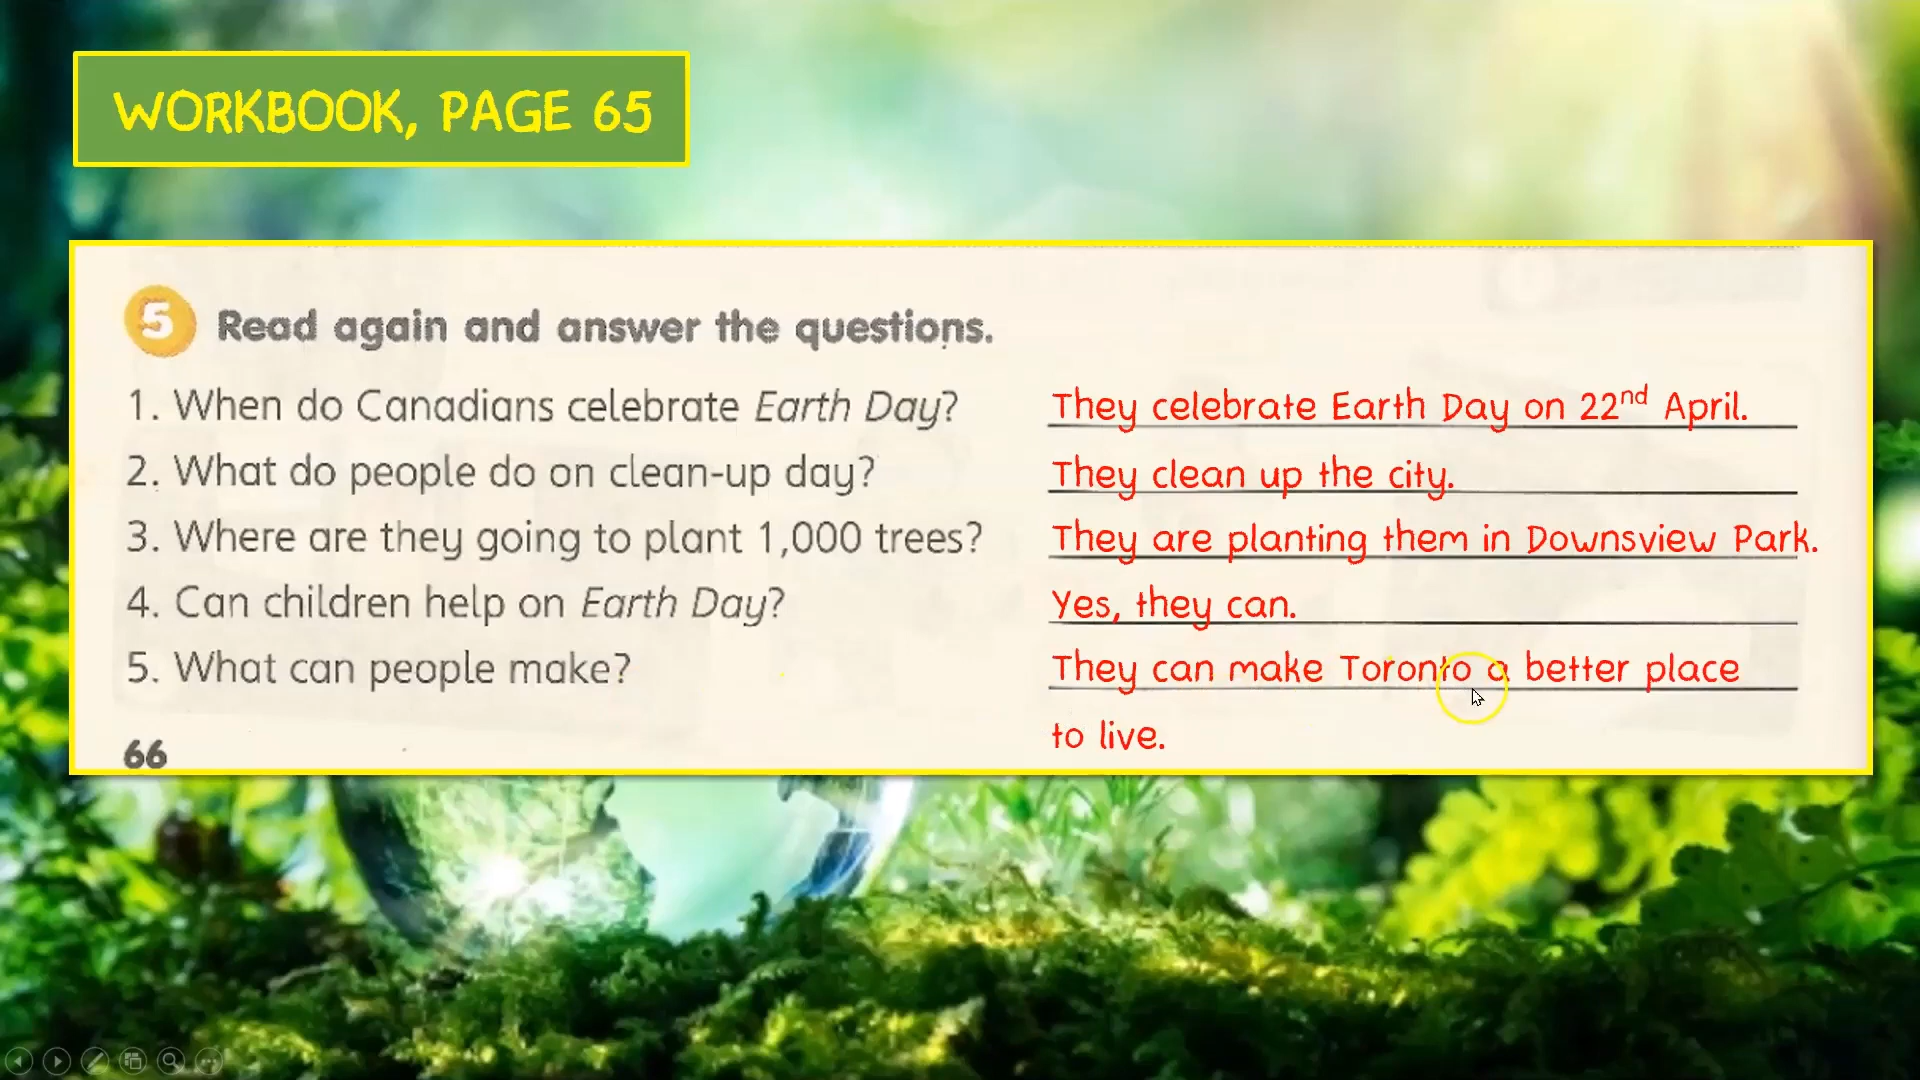 WORKBOOK, PAGE 65
5 Read again and answer the questions.
1. When do Canadians celebrate Earth Day? They celebrate Earth Day on 22nd April.
2. What do people do on clean-up day? They clean up the city.
3. Where are they going to plant 1,000 trees? They are planting them in Downsview Park.
4. Can children help on Earth Day? Yes, they can.
5. What can people make? They can make Toronto a better place
to live.
66